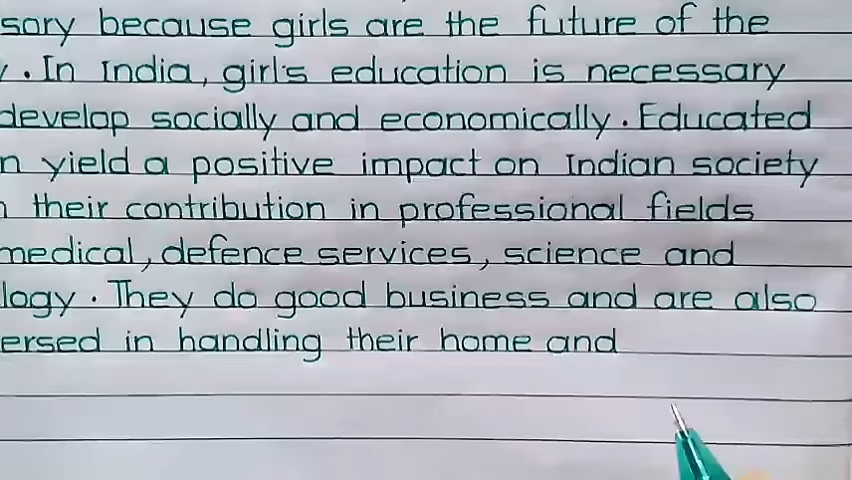 sary because girls are the future of the
. In India, girl's education is necessary
develop socially and economically. Educated
n yield a positive impact on Indian society
their contribution in professional fields
medical, defence services, science and
logy. They do good business and are also
ersed in handling their home and